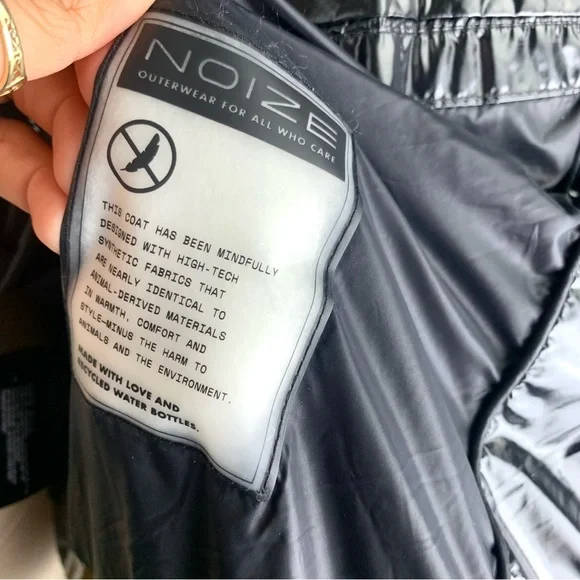 NOIZE
OUTERWEAR FOR ALL WHO CARE
THIS COAT HAS BEEN MINDFULLY
DESIGNED WITH HIGH-TECH
SYNTHETIC FABRICS THAT
ARE NEARLY IDENTICAL TO
ANIMAL-DERIVED MATERIALS
IN WARMTH, COMFORT AND
STYLE—MINUS THE HARM TO
ANIMALS AND THE ENVIRONMENT.
MADE WITH LOVE AND
RECYCLED WATER BOTTLES.